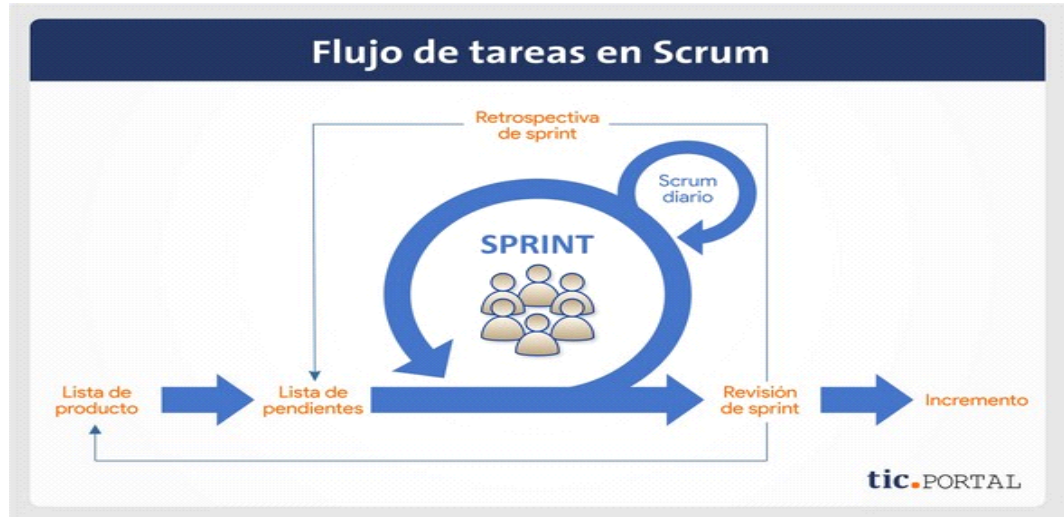 Flujo de tareas en Scrum
Retrospectiva
de sprint
Scrum
diario
SPRINT
Lista de
producto
Lista de
pendientes
Revisión
de sprint
Incremento
tic.PORTAL